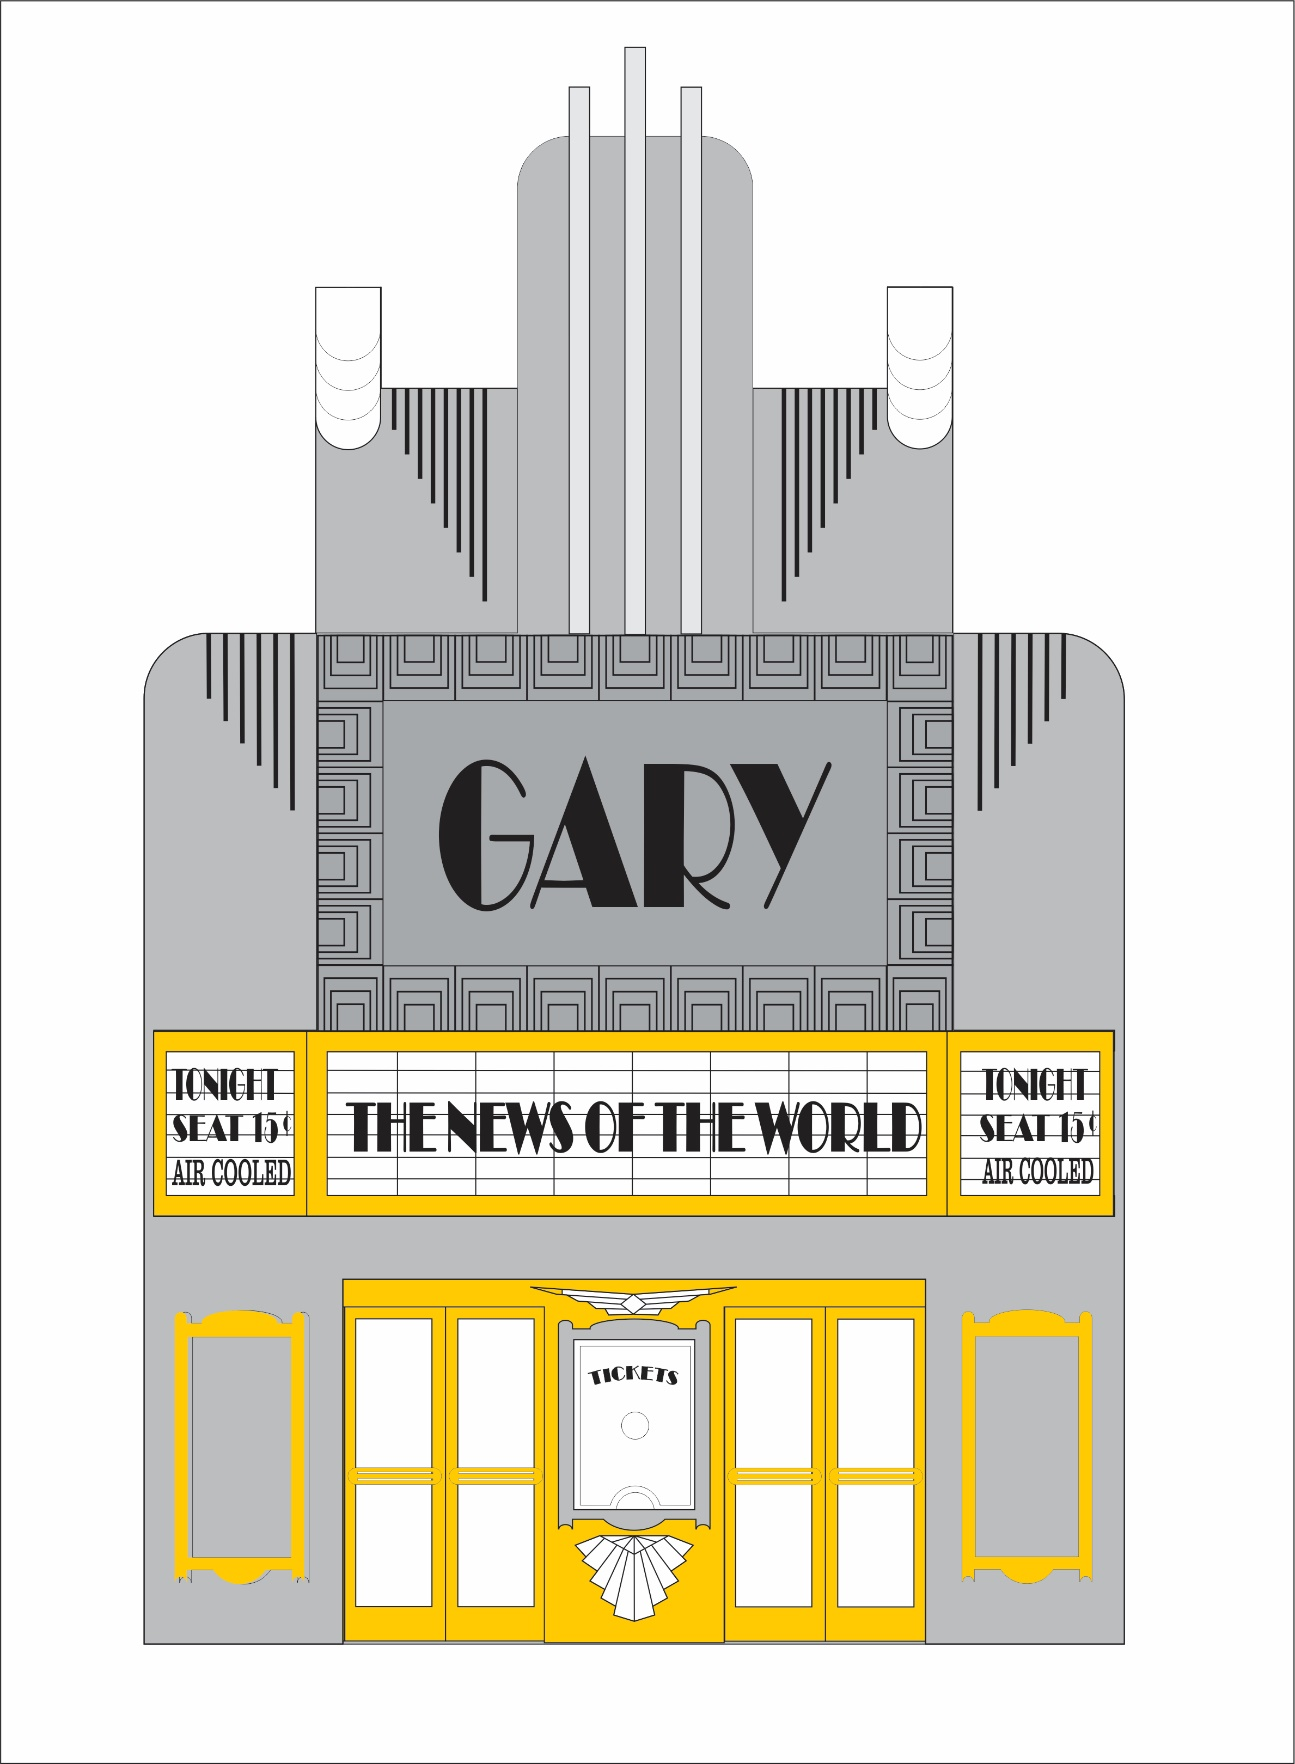 GARY
TONIGHT
SEAT 15¢
AIR COOLED
THE NEWS OF THE WORLD
TONIGHT
SEAT 15¢
AIR COOLED
TICKETS